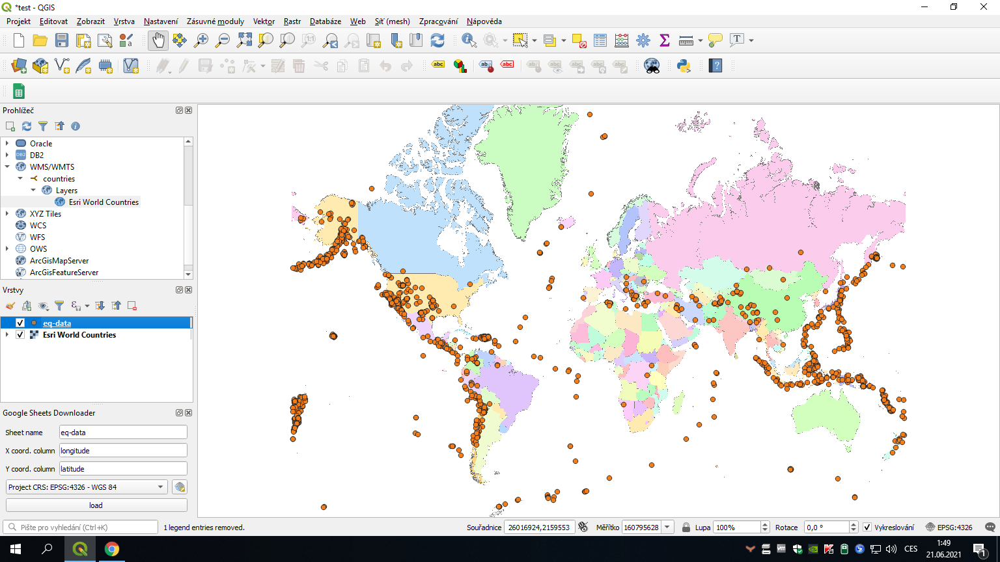 *test - QGIS
Projekt Editovat Zobrazit Vrstva Nastavení Zásuvné moduly Vektor Rastr Databáze Web Síť (mesh) Zpracování Nápověda
Prohlížeč
Oracle
DB2
WMS/WMTS
countries
Layers
Esri World Countries
XYZ Tiles
WCS
WFS
OWS
ArcGisMapServer
ArcGisFeatureServer
Vrstvy
eq-data
Esri World Countries
Google Sheets Downloader
Sheet name eq-data
X coord. column longitude
Y coord. column latitude
Project CRS: EPSG:4326 - WGS 84
load
Pište pro vyhledání (Ctrl+K) 1 legend entries removed. Souřadnice 26016924,2159553 Měřítko 160795628 Lupa 100% Rotace 0,0 ° Vykreslování EPSG:4326
CES 1:49
21.06.2021 1